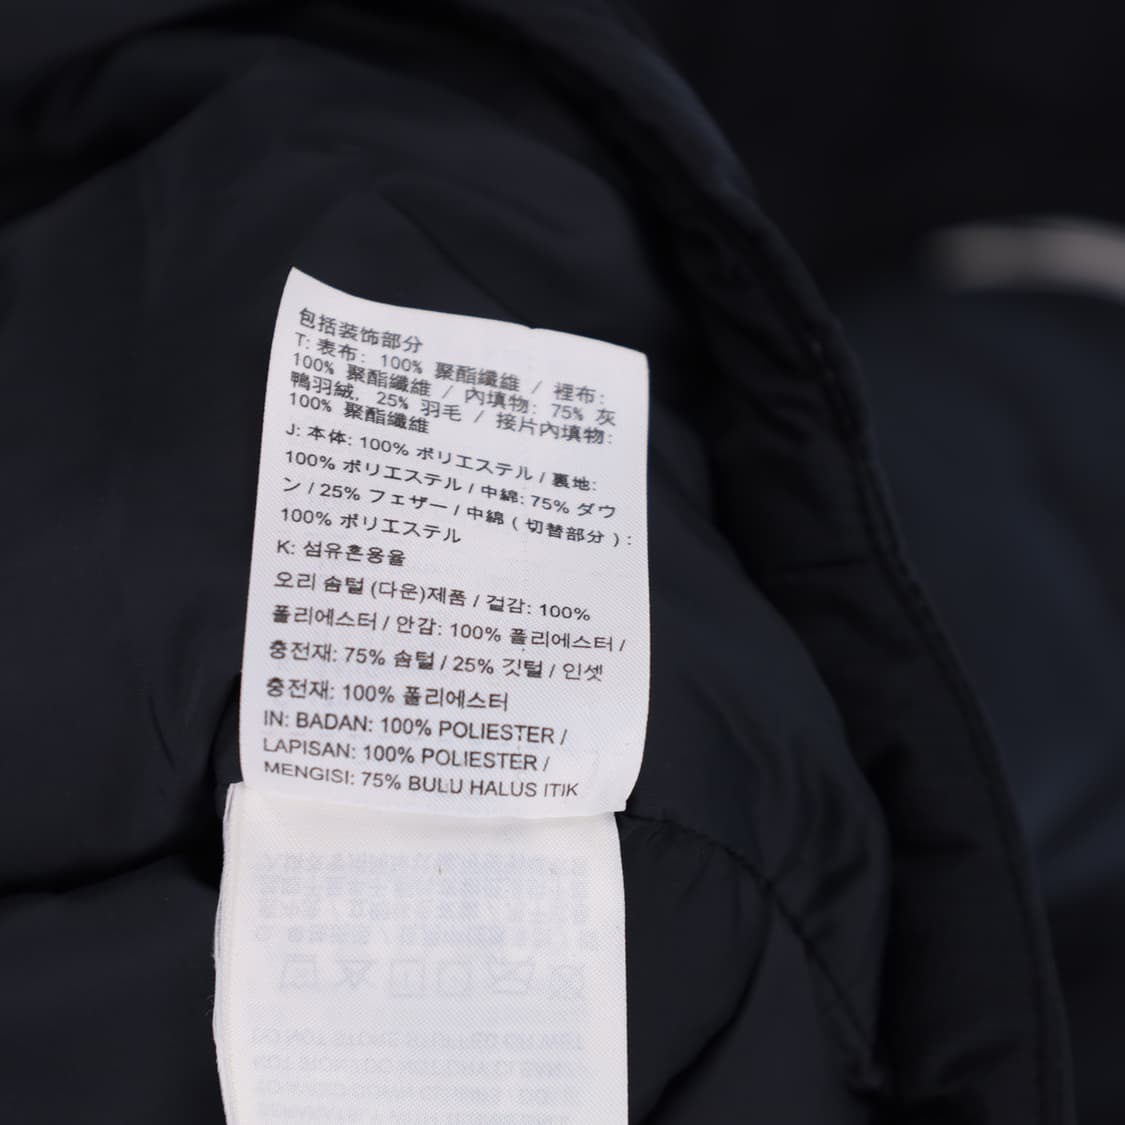 包括装饰部分
T: 表布: 100% 聚酯纖維 / 裡布:
100% 聚酯纖維 / 內填物: 75% 灰
鴨羽絨, 25% 羽毛 / 接片內填物:
100% 聚酯纖維
J: 本体: 100% ポリエステル / 裏地:
100% ポリエステル / 中綿: 75% ダウ
ン / 25% フェザー / 中綿 ( 切替部分 ) :
100% ポリエステル
K: 섬유혼용율
오리 솜털 (다운)제품 / 겉감: 100%
폴리에스터 / 안감: 100% 폴리에스터 /
충전재: 75% 솜털 / 25% 깃털 / 인셋
충전재: 100% 폴리에스터
IN: BADAN: 100% POLIESTER /
LAPISAN: 100% POLIESTER /
MENGISI: 75% BULU HALUS ITIK